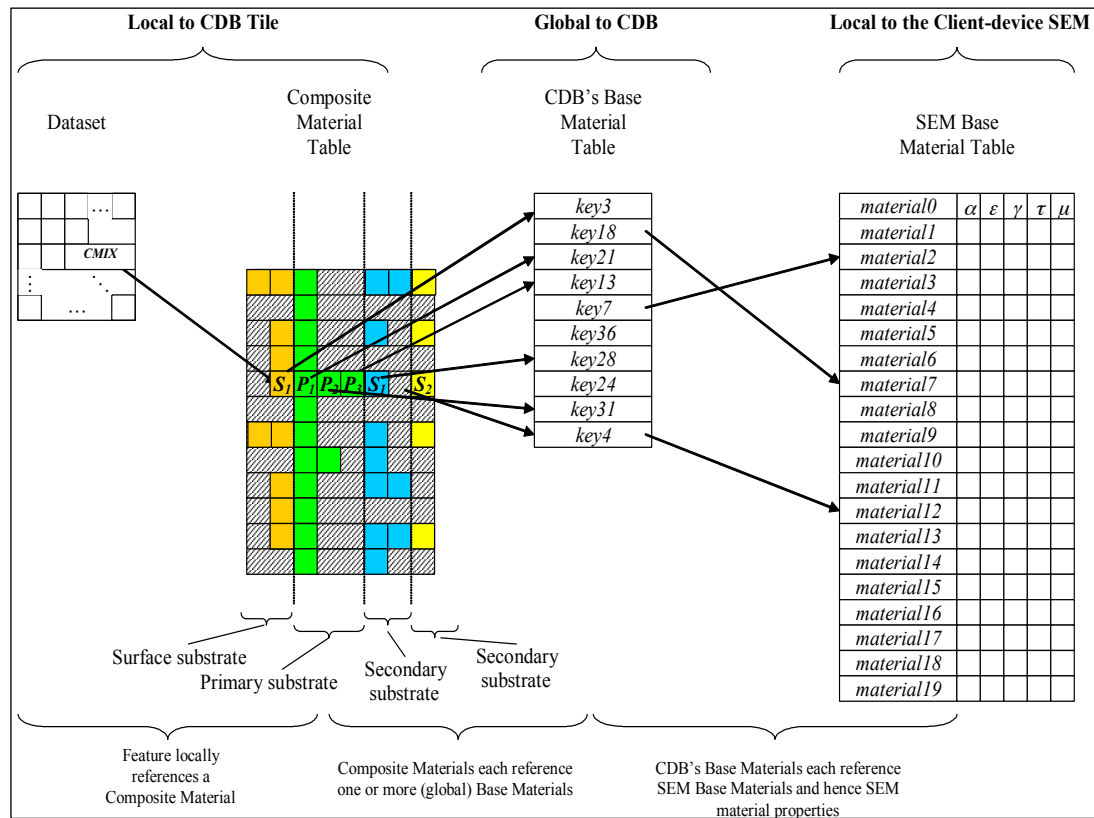 Local to CDB Tile
Global to CDB
Local to the Client-device SEM
Dataset
Composite
Material
Table
CDB's Base
Material
Table
SEM Base
Material Table
...
CMIX
...
S1 P1 P2 P3 S1 S2
key3
key18
key21
key13
key7
key36
key28
key24
key31
key4
material0 α ε γ τ μ
material1
material2
material3
material4
material5
material6
material7
material8
material9
material10
material11
material12
material13
material14
material15
material16
material17
material18
material19
Surface substrate
Primary substrate
Secondary
substrate
Secondary
substrate
Feature locally
references a
Composite Material
Composite Materials each reference
one or more (global) Base Materials
CDB's Base Materials each reference
SEM Base Materials and hence SEM
material properties